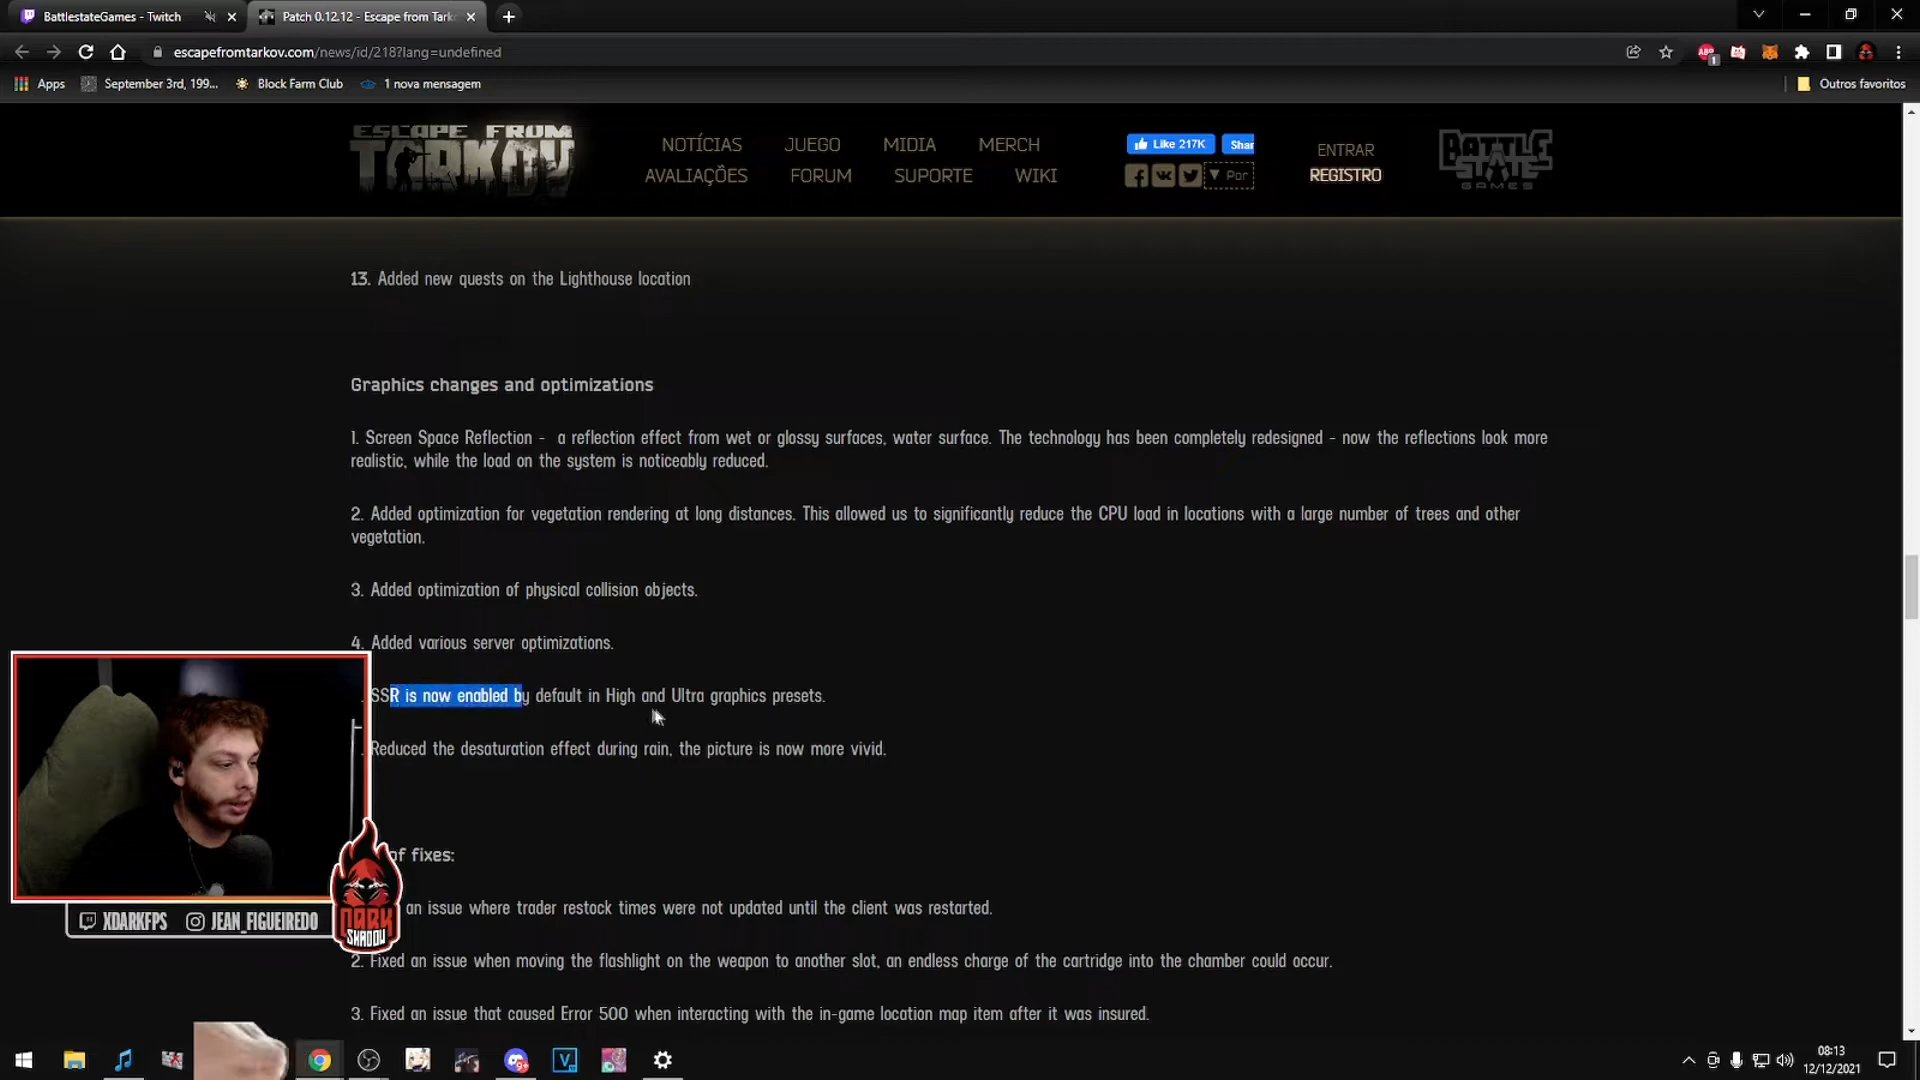 BattlestateGames - Twitch
Patch 0.12.12 - Escape from Tark
escapefromtarkov.com/news/id/218?lang=undefined
Apps
September 3rd, 199...
Block Farm Club
1 nova mensagem
Outros favoritos
ESCAPE FROM
TARKOV
NOTÍCIAS JUEGO MIDIA MERCH
AVALIAÇÕES FORUM SUPORTE WIKI
Like 217K
Shar
Por
ENTRAR
REGISTRO
BATTLE
STATE
GAMES
13. Added new quests on the Lighthouse location
Graphics changes and optimizations
1. Screen Space Reflection - a reflection effect from wet or glossy surfaces, water surface. The technology has been completely redesigned - now the reflections look more
realistic, while the load on the system is noticeably reduced.
2. Added optimization for vegetation rendering at long distances. This allowed us to significantly reduce the CPU load in locations with a large number of trees and other
vegetation.
3. Added optimization of physical collision objects.
4. Added various server optimizations.
. SSR is now enabled by default in High and Ultra graphics presets.
. Reduced the desaturation effect during rain, the picture is now more vivid.
of fixes:
an issue where trader restock times were not updated until the client was restarted.
2. Fixed an issue when moving the flashlight on the weapon to another slot, an endless charge of the cartridge into the chamber could occur.
3. Fixed an issue that caused Error 500 when interacting with the in-game location map item after it was insured.
XDARKFPS
JEAN_FIGUEIREDO
DARK
SHADOW
08:13
12/12/2021